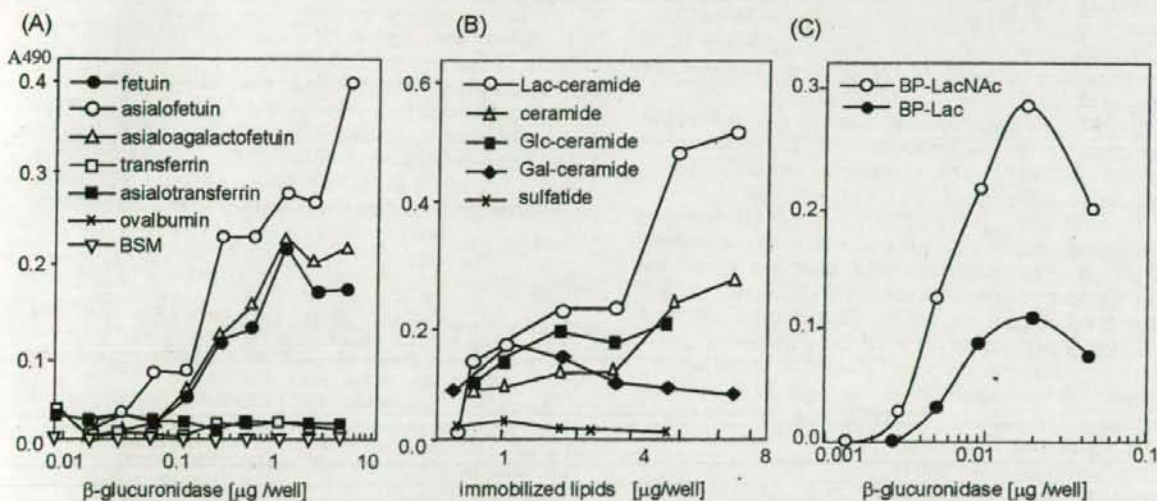 (A)
A490
0.4
0.3
0.2
0.1
0.0
fetuin
asialofetuin
asialoagalactofetuin
transferrin
asialotransferrin
ovalbumin
BSM
0.01 0.1 1 10
β-glucuronidase [µg /well]
(B)
0.6
0.4
0.2
0.0
Lac-ceramide
ceramide
Glc-ceramide
Gal-ceramide
sulfatide
1 4 8
immobilized lipids [µg/well]
(C)
0.3
0.2
0.1
0.0
BP-LacNAc
BP-Lac
0.001 0.01 0.1
β-glucuronidase [µg/well]